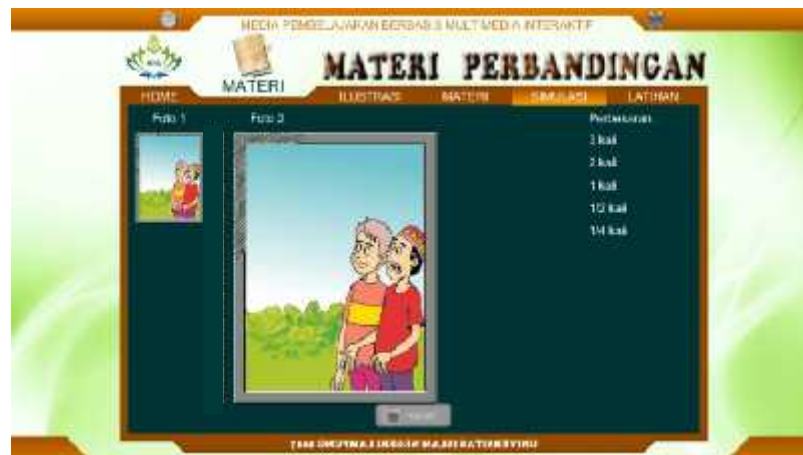 MEDIA PEMBELAJARAN BERBASIS MULTIMEDIA INTERAKTIF
MATERI PERBANDINGAN
MATERI
HOME ILUSTRASI MATERI SIMULASI LATIHAN
Foto 1 Foto 2 Perbesaran
3 kali
2 kali
1 kali
1/2 kali
1/4 kali